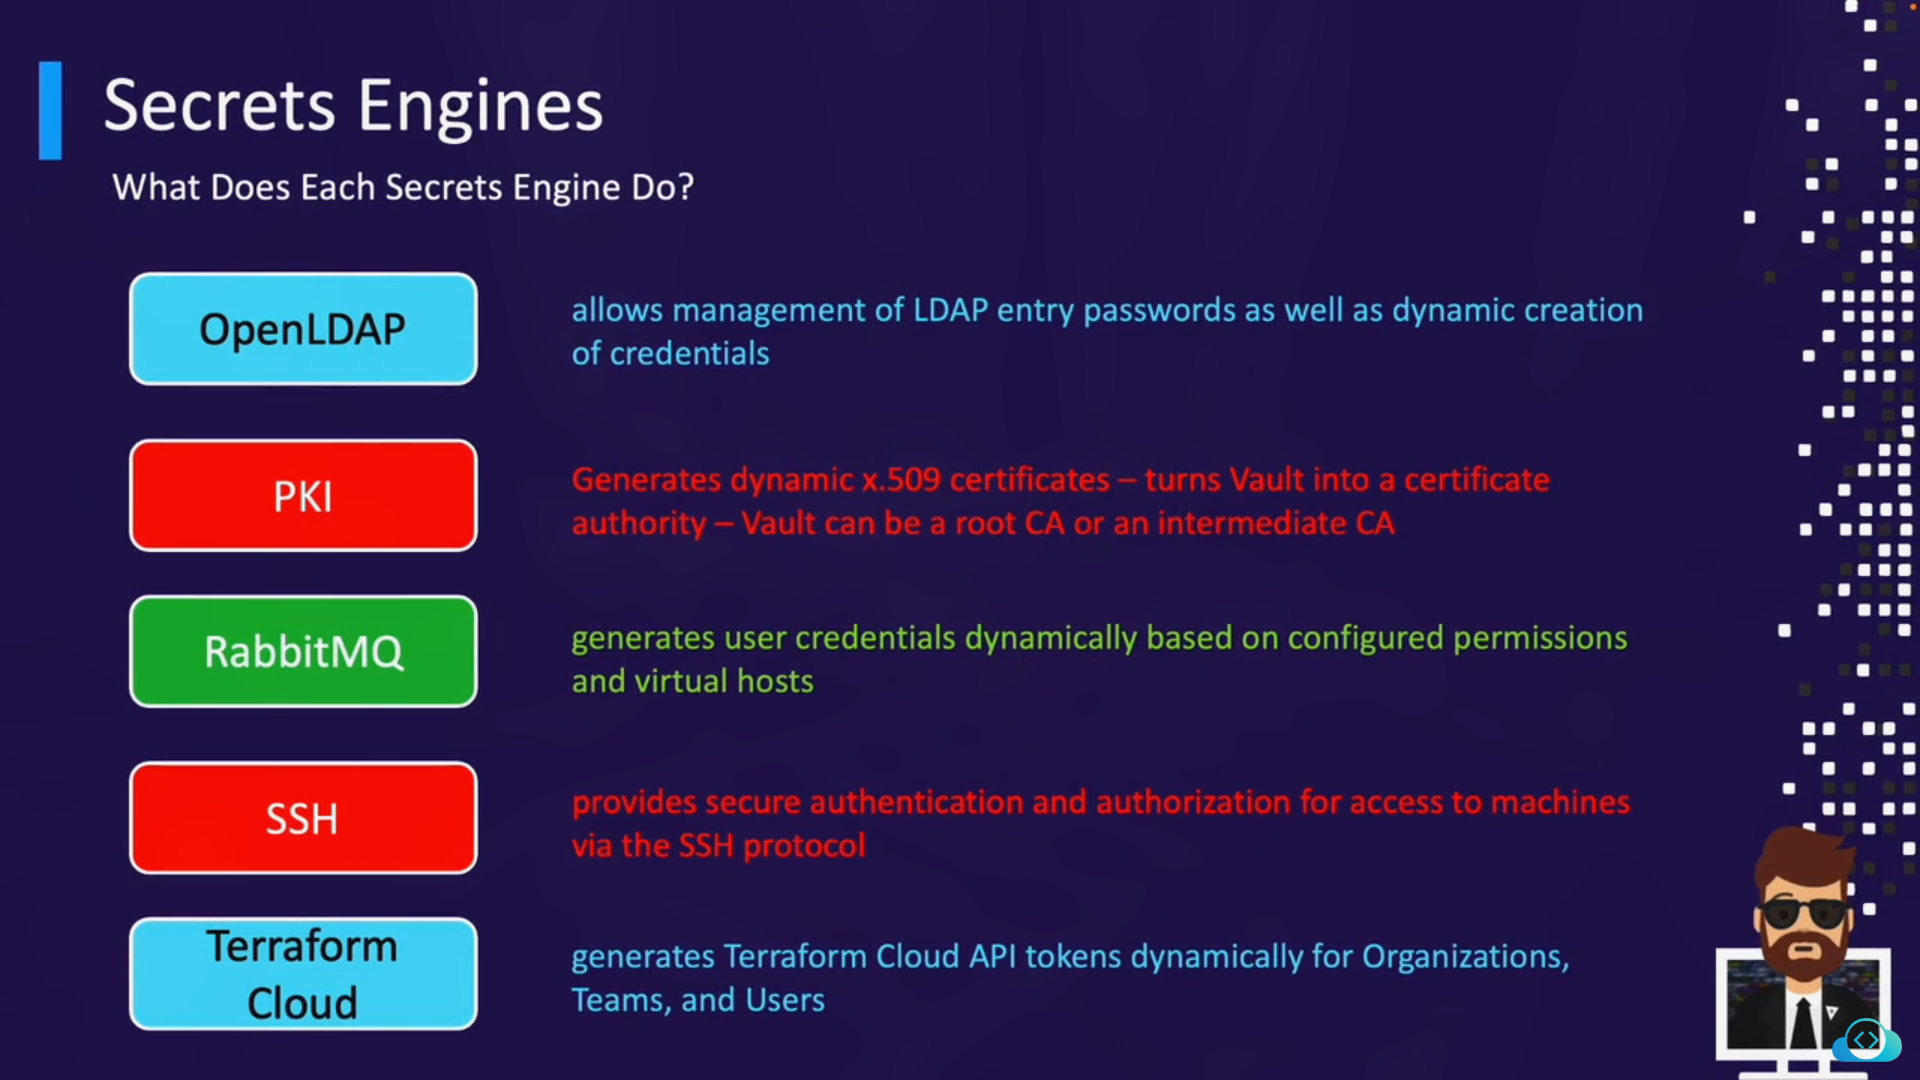 Secrets Engines
What Does Each Secrets Engine Do?
OpenLDAP
allows management of LDAP entry passwords as well as dynamic creation
of credentials
PKI
Generates dynamic x.509 certificates – turns Vault into a certificate
authority – Vault can be a root CA or an intermediate CA
RabbitMQ
generates user credentials dynamically based on configured permissions
and virtual hosts
SSH
provides secure authentication and authorization for access to machines
via the SSH protocol
Terraform
Cloud
generates Terraform Cloud API tokens dynamically for Organizations,
Teams, and Users